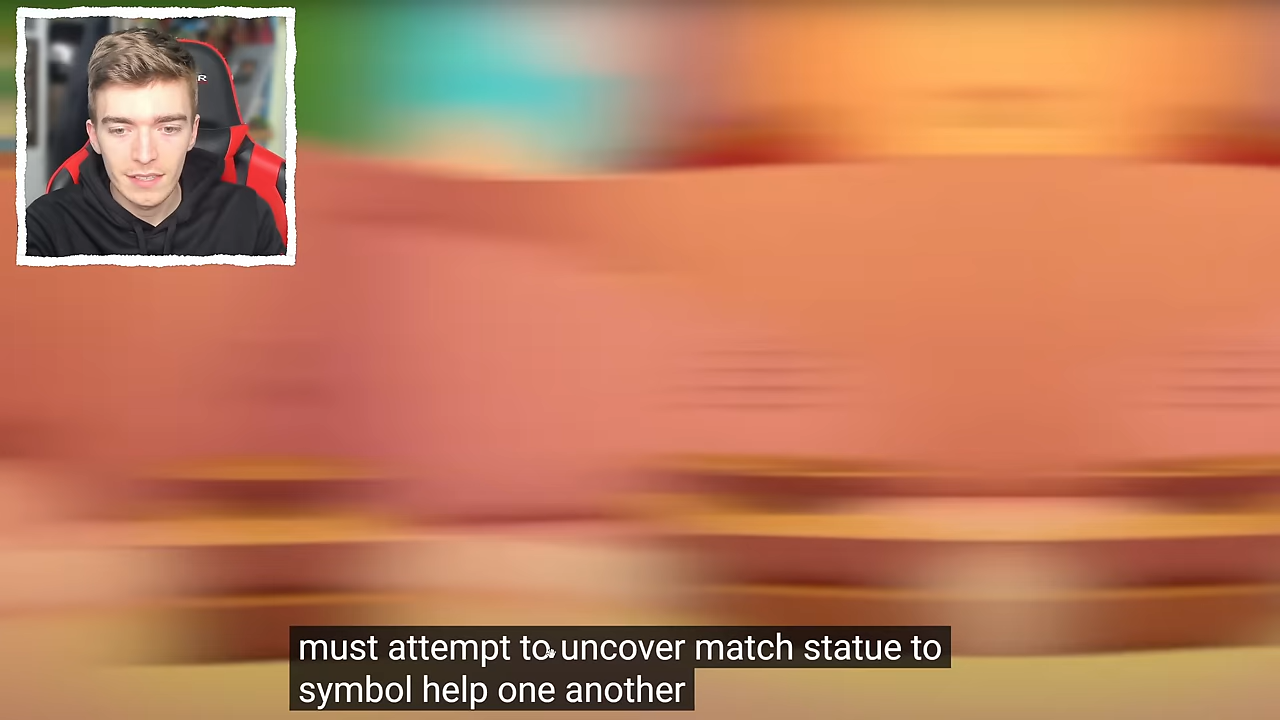 must attempt to uncover match statue to
symbol help one another